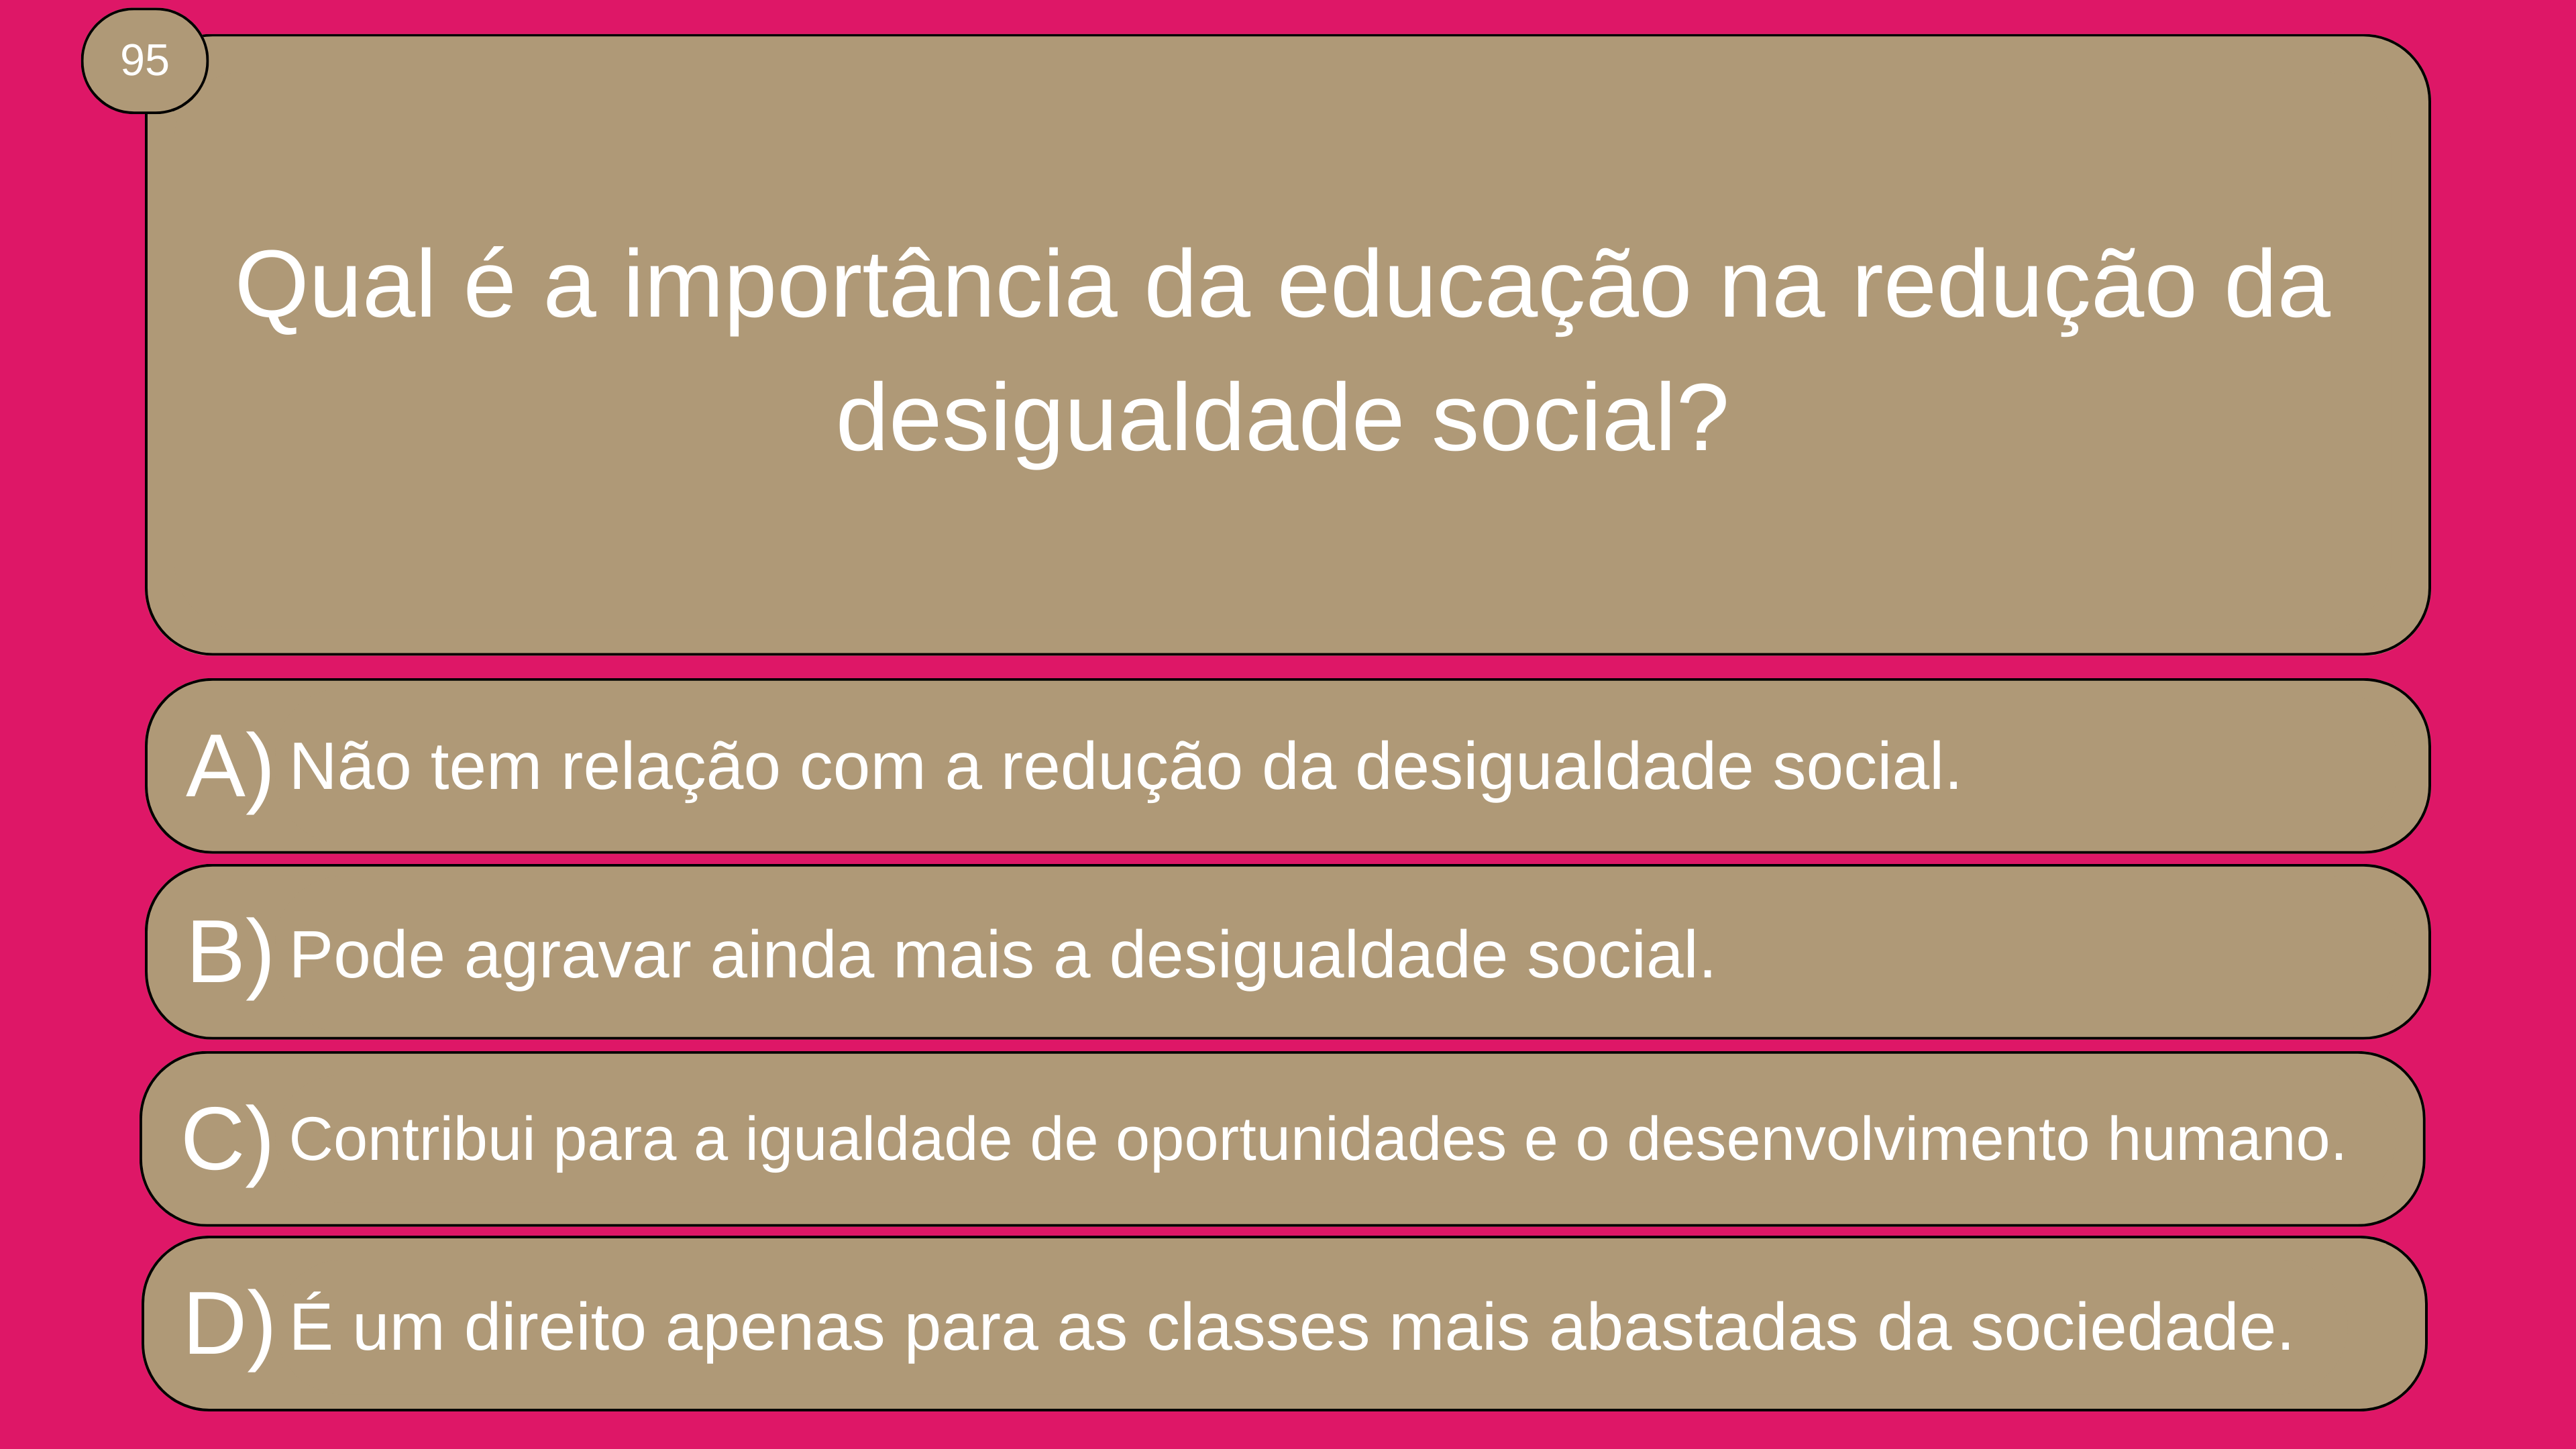 95
Qual é a importância da educação na redução da
desigualdade social?
A) Não tem relação com a redução da desigualdade social.
B) Pode agravar ainda mais a desigualdade social.
C) Contribui para a igualdade de oportunidades e o desenvolvimento humano.
D) É um direito apenas para as classes mais abastadas da sociedade.